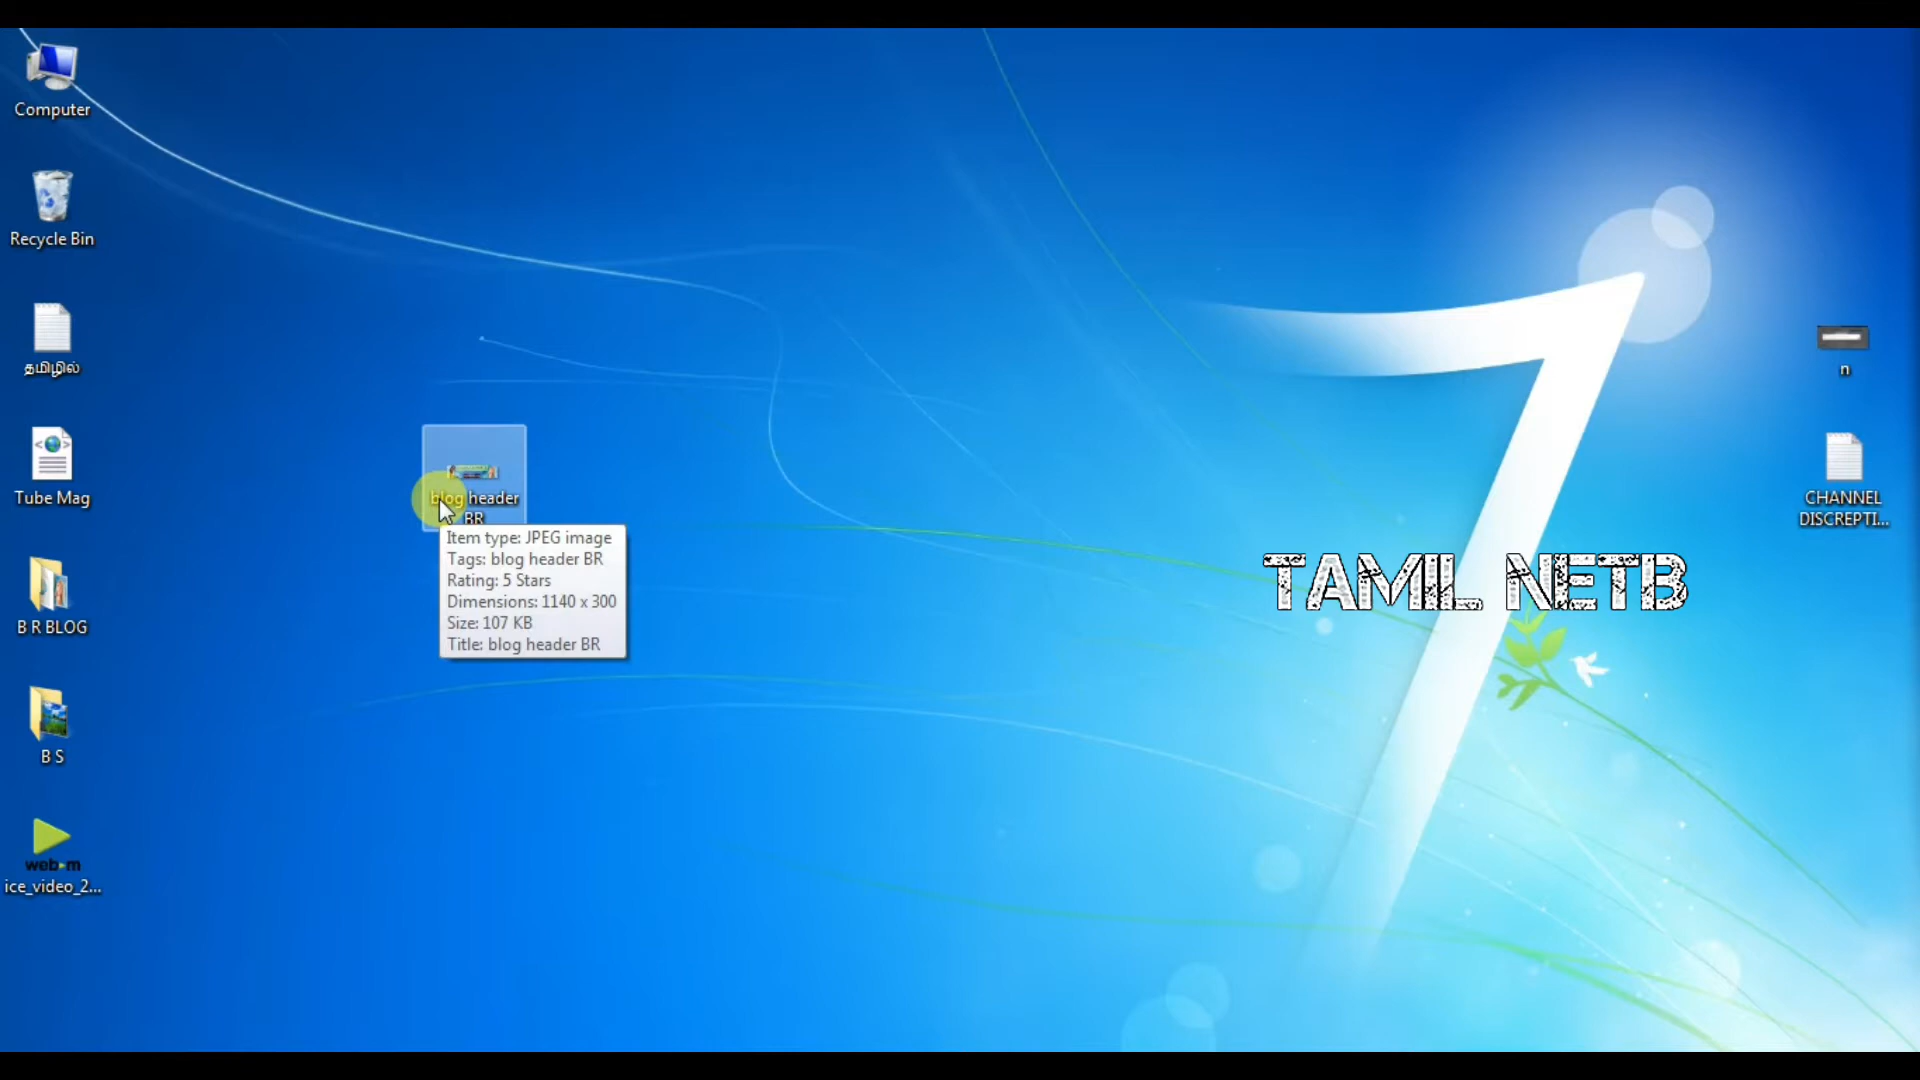 Computer
Recycle Bin
தமிழில்
Tube Mag
B R BLOG
B S
web m
ice_video_2...
blog header
BR
Item type: JPEG image
Tags: blog header BR
Rating: 5 Stars
Dimensions: 1140 x 300
Size: 107 KB
Title: blog header BR
TAMIL NETB
n
CHANNEL
DISCREPTI...